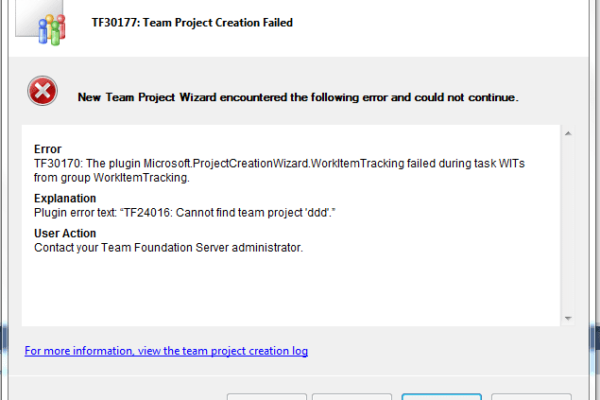 TF30177: Team Project Creation Failed
New Team Project Wizard encountered the following error and could not continue.
Error
TF30170: The plugin Microsoft.ProjectCreationWizard.WorkItemTracking failed during task WITs
from group WorkItemTracking.
Explanation
Plugin error text: “TF24016: Cannot find team project 'ddd'.”
User Action
Contact your Team Foundation Server administrator.
For more information, view the team project creation log